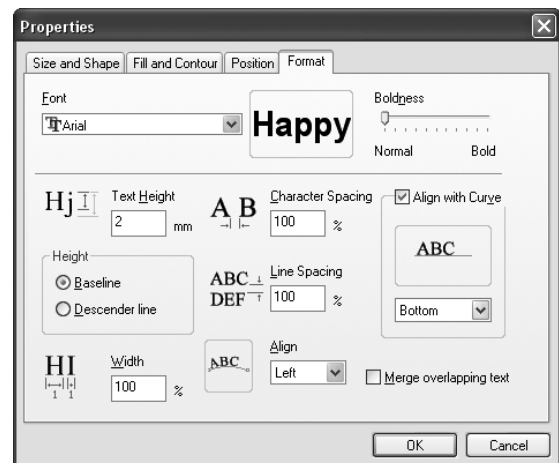 Properties
Size and Shape Fill and Contour Position Format
Font
Arial
Happy
Boldness
Normal Bold
Hj
Text Height
2 mm
A B
Character Spacing
100 %
Align with Curve
ABC
Bottom
Height
Baseline
Descender line
ABC
DEF
Line Spacing
100 %
HI
1 1
Width
100 %
ABC
Align
Left
Merge overlapping text
OK Cancel